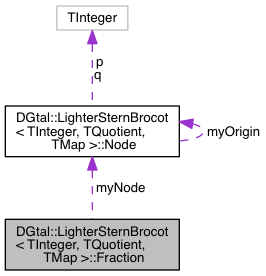 TInteger
p
q
DGtal::LighterSternBrocot
< TInteger, TQuotient,
TMap >::Node
myOrigin
myNode
DGtal::LighterSternBrocot
< TInteger, TQuotient,
TMap >::Fraction